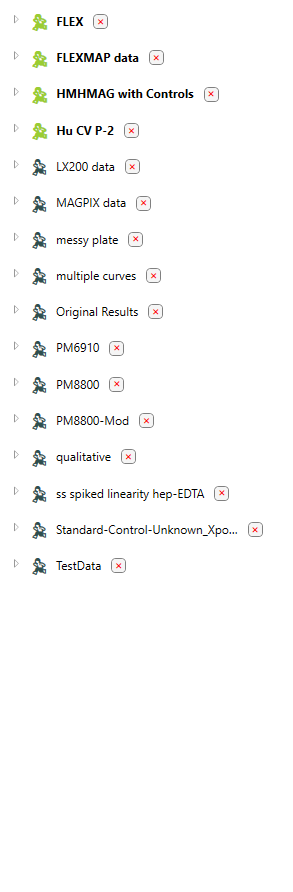 FLEX
FLEXMAP data
HMHMAG with Controls
Hu CV P-2
LX200 data
MAGPIX data
messy plate
multiple curves
Original Results
PM6910
PM8800
PM8800-Mod
qualitative
ss spiked linearity hep-EDTA
Standard-Control-Unknown_Xpo...
TestData